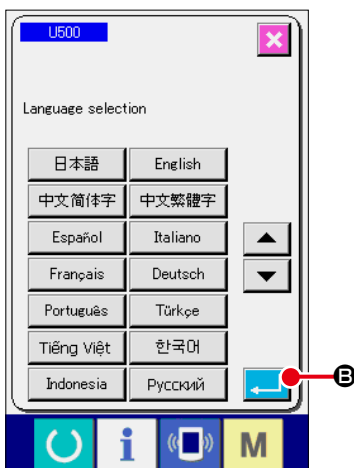 U500
Language selection
日本語 English
中文简体字 中文繁體字
Español Italiano
Français Deutsch
Português Türkçe
Tiếng Việt 한국어
Indonesia Русский
B
M